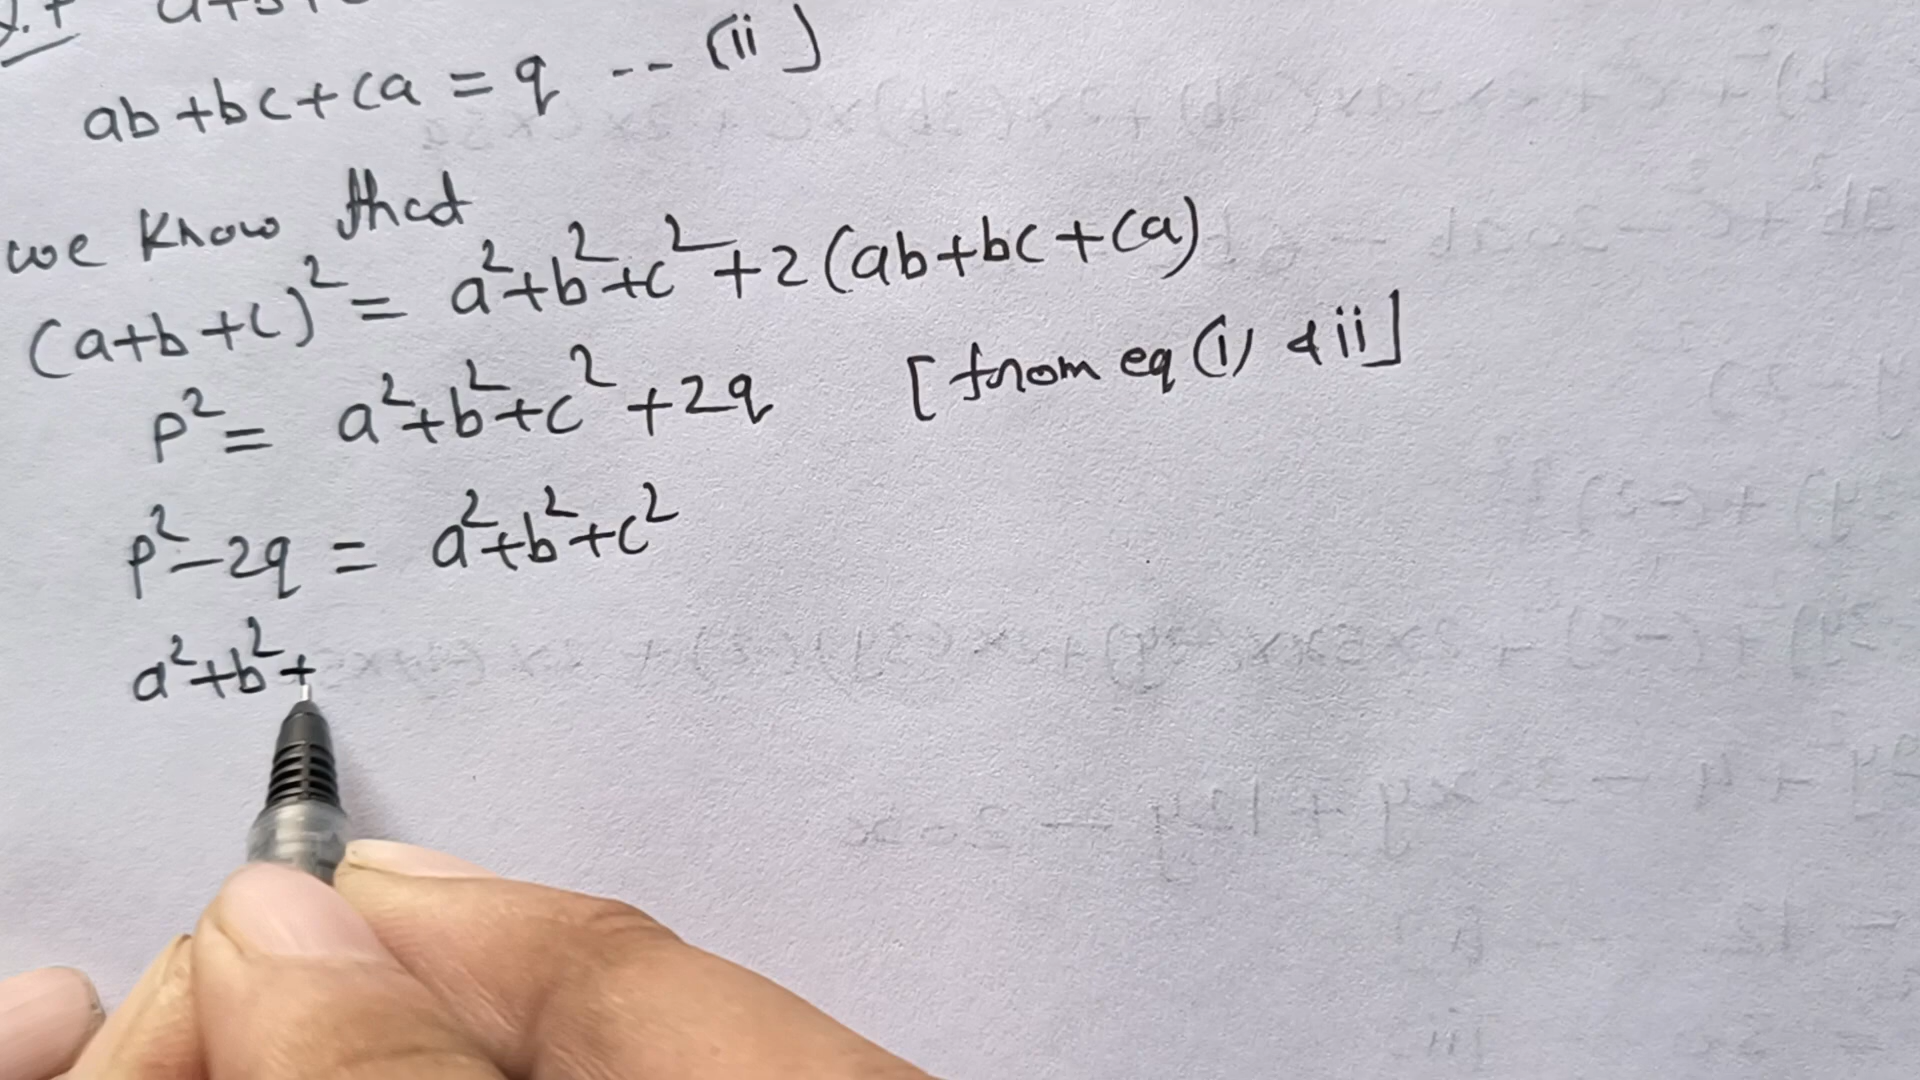 ab+bc+ca = q -- (ii)
we know that
(a+b+c)² = a²+b²+c²+2(ab+bc+ca)
p² = a²+b²+c²+2q [from eq (i) & ii]
p²-2q = a²+b²+c²
a²+b²+